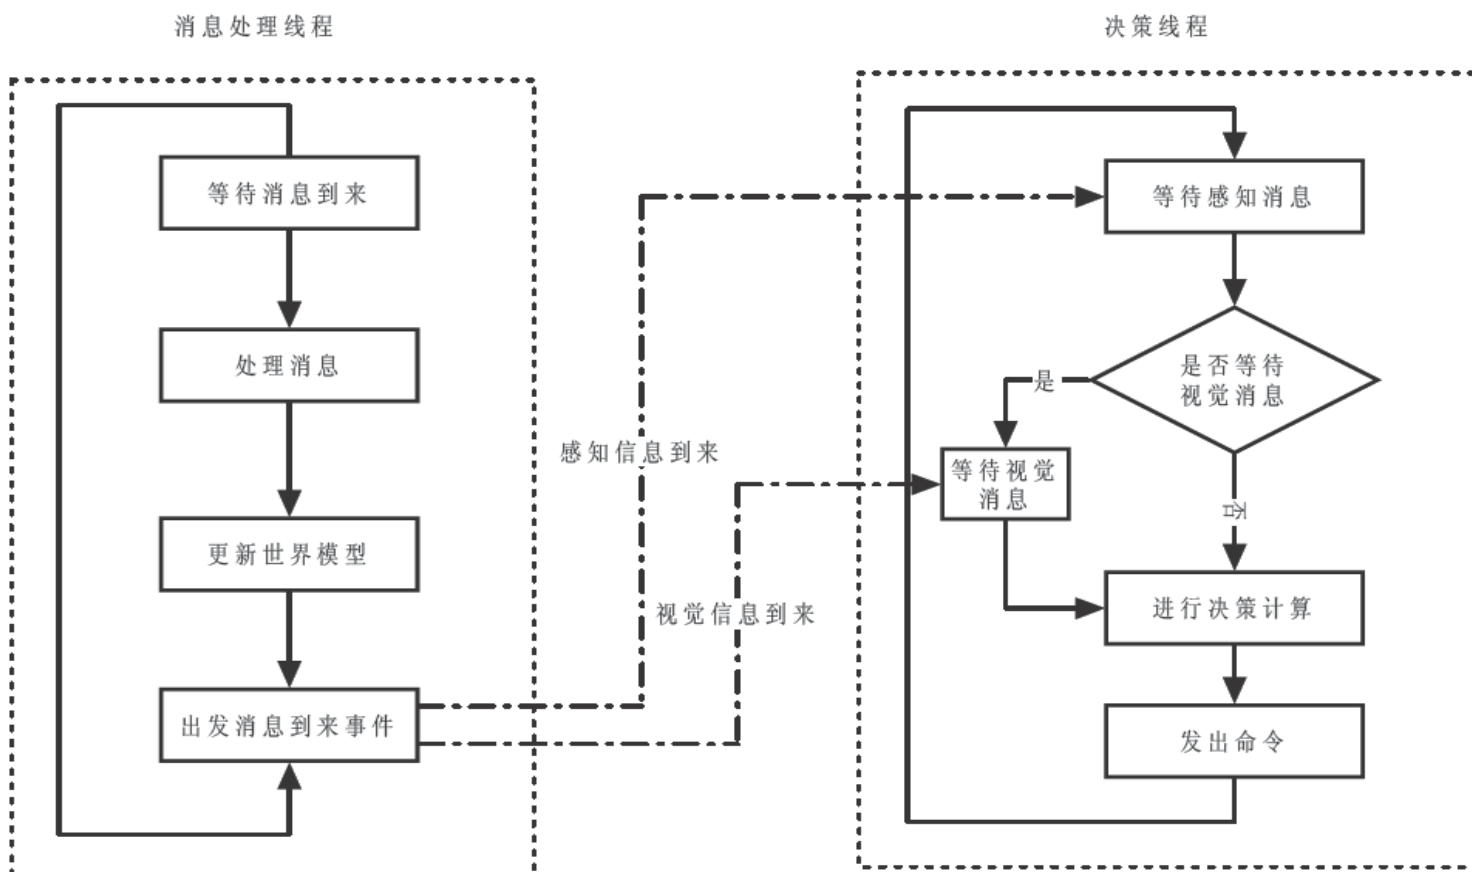 消息处理线程
等待消息到来
处理消息
更新世界模型
出发消息到来事件
感知信息到来
视觉信息到来
决策线程
等待感知消息
是否等待
视觉消息
是
等待视觉
消息
否
进行决策计算
发出命令